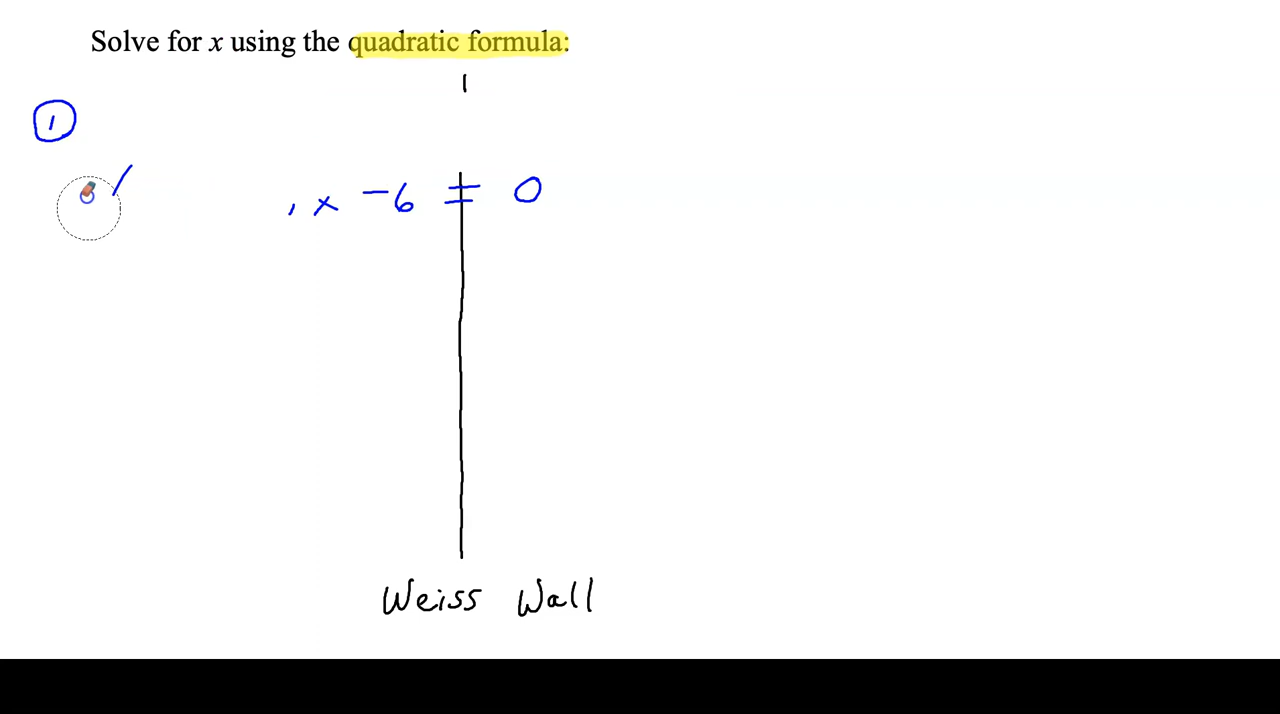 Solve for x using the quadratic formula:
1
x - 6 = 0
Weiss Wall